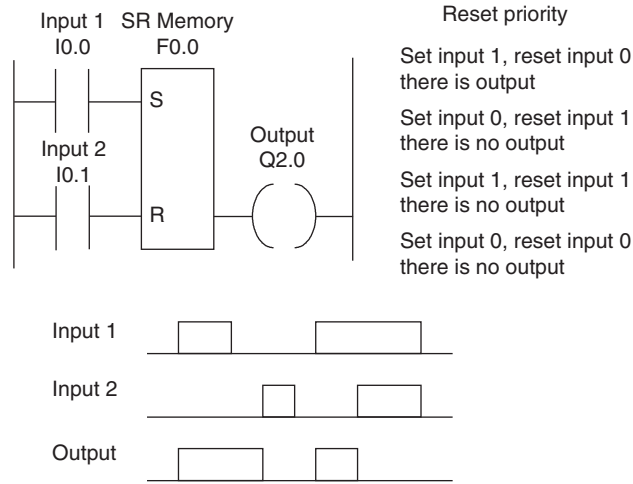 Input 1
I0.0
SR Memory
F0.0
S
Input 2
I0.1
R
Output
Q2.0
Reset priority
Set input 1, reset input 0
there is output
Set input 0, reset input 1
there is no output
Set input 1, reset input 1
there is no output
Set input 0, reset input 0
there is no output
Input 1
Input 2
Output